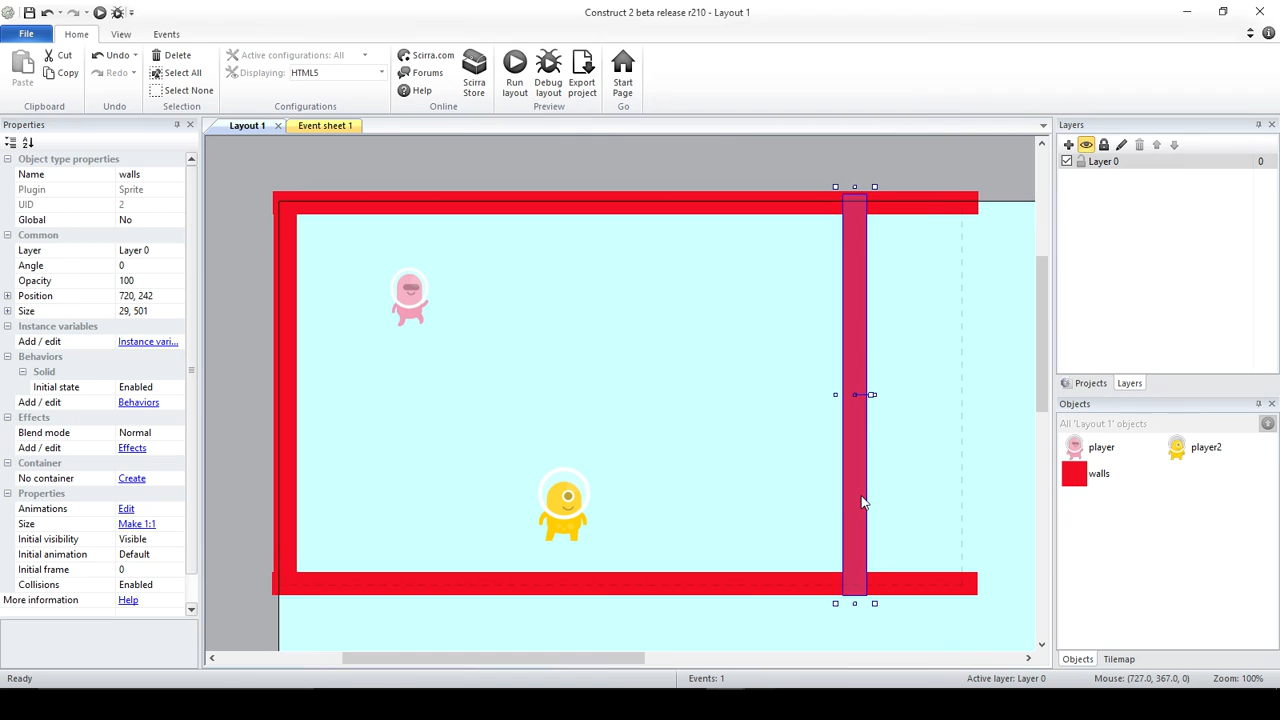 Construct 2 beta release r210 - Layout 1
File Home View Events
Cut Undo Delete Active configurations: All Scirra.com
Copy Redo Select All Displaying: HTML5 Forums
Paste Select None Help Scirra Store Run layout Debug layout Export project Start Page
Clipboard Undo Selection Configurations Online Preview Go
Properties
Layout 1 Event sheet 1
Object type properties
Name walls
Plugin Sprite
UID 2
Global No
Common
Layer Layer 0
Angle 0
Opacity 100
Position 720, 242
Size 29, 501
Instance variables
Add / edit Instance vari...
Behaviors
Solid
Initial state Enabled
Add / edit Behaviors
Effects
Blend mode Normal
Add / edit Effects
Container
No container Create
Properties
Animations Edit
Size Make 1:1
Initial visibility Visible
Initial animation Default
Initial frame 0
Collisions Enabled
More information Help
Layers
Layer 0 0
Projects Layers
Objects
All 'Layout 1' objects
player player2
walls
Objects Tilemap
Ready Events: 1 Active layer: Layer 0 Mouse: (727.0, 367.0, 0) Zoom: 100%